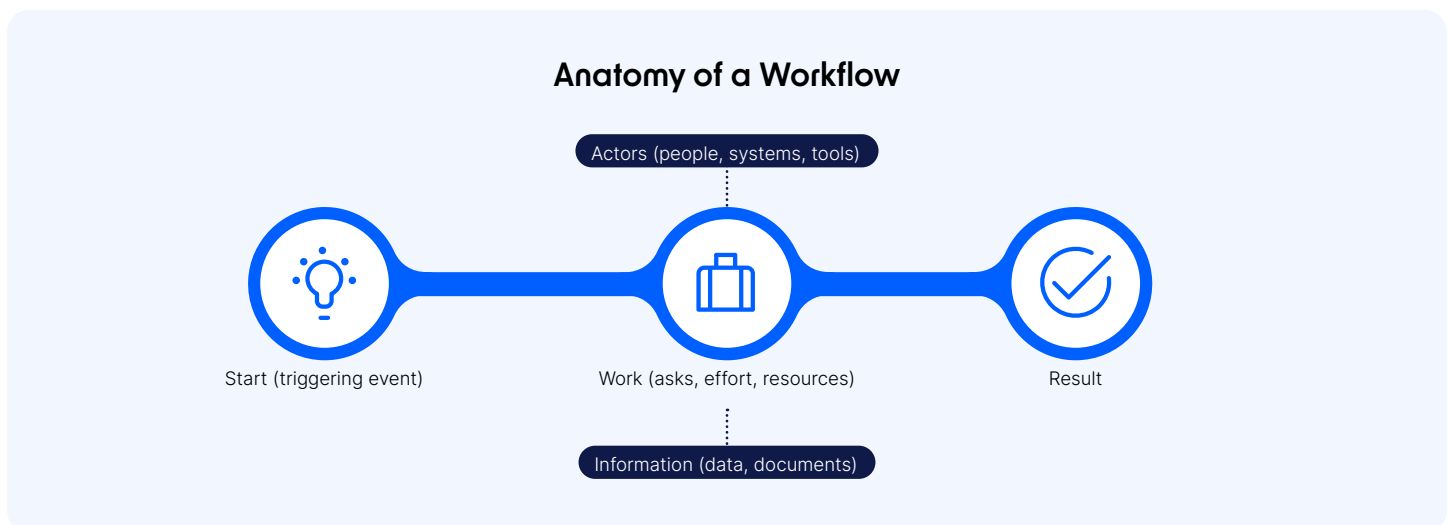 Anatomy of a Workflow
Actors (people, systems, tools)
Start (triggering event)
Work (asks, effort, resources)
Result
Information (data, documents)